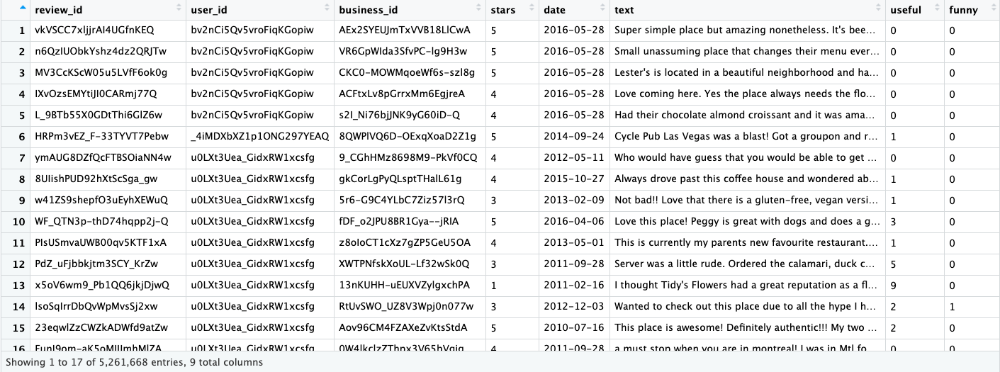 review_id user_id business_id stars date text useful funny
1 vkVSCC7xljjrAI4UGfnKEQ bv2nCi5Qv5vroFiqKGopiw AEx2SYEUJmTxVVB18LlCwA 5 2016-05-28 Super simple place but amazing nonetheless. It's bee... 0 0
2 n6QzIUObkYshz4dz2QRJTw bv2nCi5Qv5vroFiqKGopiw VR6GpWIda3SfvPC-lg9H3w 5 2016-05-28 Small unassuming place that changes their menu ever... 0 0
3 MV3CcKScW05u5LVfF6ok0g bv2nCi5Qv5vroFiqKGopiw CKC0-MOWMqoeWf6s-szl8g 5 2016-05-28 Lester's is located in a beautiful neighborhood and ha... 0 0
4 IXvOzsEMYtiJI0CARmj77Q bv2nCi5Qv5vroFiqKGopiw ACFtxLv8pGrrxMm6EgjreA 4 2016-05-28 Love coming here. Yes the place always needs the flo... 0 0
5 L_9BTb55X0GDtThi6GlZ6w bv2nCi5Qv5vroFiqKGopiw s2I_Ni76bjJNK9yG60iD-Q 4 2016-05-28 Had their chocolate almond croissant and it was ama... 0 0
6 HRPm3vEZ_F-33TYVT7Pebw _4iMDXbXZ1p1ONG297YEAQ 8QWPlVQ6D-OExqXoaD2Z1g 5 2014-09-24 Cycle Pub Las Vegas was a blast! Got a groupon and r... 1 0
7 ymAUG8DZfQcFTBSOiaNN4w u0LXt3Uea_GidxRW1xcsfg 9_CGhHMz8698M9-PkVf0CQ 4 2012-05-11 Who would have guess that you would be able to get ... 0 0
8 8UIishPUD92hXtScSga_gw u0LXt3Uea_GidxRW1xcsfg gkCorLgPyQLsptTHalL61g 4 2015-10-27 Always drove past this coffee house and wondered ab... 1 0
9 w41ZS9shepfO3uEyhXEWuQ u0LXt3Uea_GidxRW1xcsfg 5r6-G9C4YLbC7Ziz57l3rQ 3 2013-02-09 Not bad!! Love that there is a gluten-free, vegan versi... 1 0
10 WF_QTN3p-thD74hqpp2j-Q u0LXt3Uea_GidxRW1xcsfg fDF_o2JPU8BR1Gya--jRIA 5 2016-04-06 Love this place! Peggy is great with dogs and does a g... 3 0
11 PIsUSmvaUWB00qv5KTF1xA u0LXt3Uea_GidxRW1xcsfg z8oIoCT1cXz7gZP5GeU5OA 4 2013-05-01 This is currently my parents new favourite restaurant.... 1 0
12 PdZ_uFjbbkjtm3SCY_KrZw u0LXt3Uea_GidxRW1xcsfg XWTPNfskXoUL-Lf32wSk0Q 3 2011-09-28 Server was a little rude. Ordered the calamari, duck c... 5 0
13 x5oV6wm9_Pb1QQ6jkjDjwQ u0LXt3Uea_GidxRW1xcsfg 13nKUHH-uEUXVZylgxchPA 1 2011-02-16 I thought Tidy's Flowers had a great reputation as a fl... 9 0
14 IsoSqIrrDbQvWpMvsSj2xw u0LXt3Uea_GidxRW1xcsfg RtUvSWO_UZ8V3Wpj0n077w 3 2012-12-03 Wanted to check out this place due to all the hype I h... 2 1
15 23eqwlZzCWZkADWfd9atZw u0LXt3Uea_GidxRW1xcsfg Aov96CM4FZAXeZvKtsStdA 5 2010-07-16 This place is awesome! Definitely authentic!!! My two ... 2 0
16 u0LXt3Uea_GidxRW1xcsfg 4 2011-09-28 a must stop when you are in montreal! I was in Mtl fo... 0 0
Showing 1 to 17 of 5,261,668 entries, 9 total columns